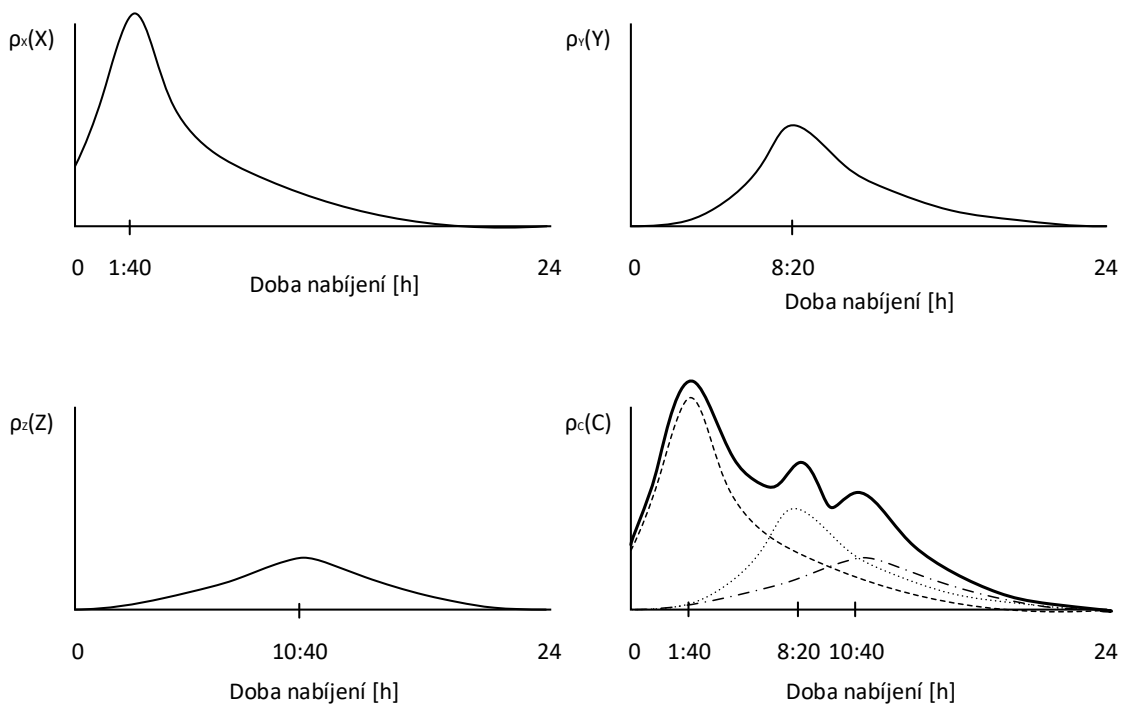 ρX(X)
0 1:40 24
Doba nabíjení [h]
ρY(Y)
0 8:20 24
Doba nabíjení [h]
ρZ(Z)
0 10:40 24
Doba nabíjení [h]
ρC(C)
0 1:40 8:20 10:40 24
Doba nabíjení [h]